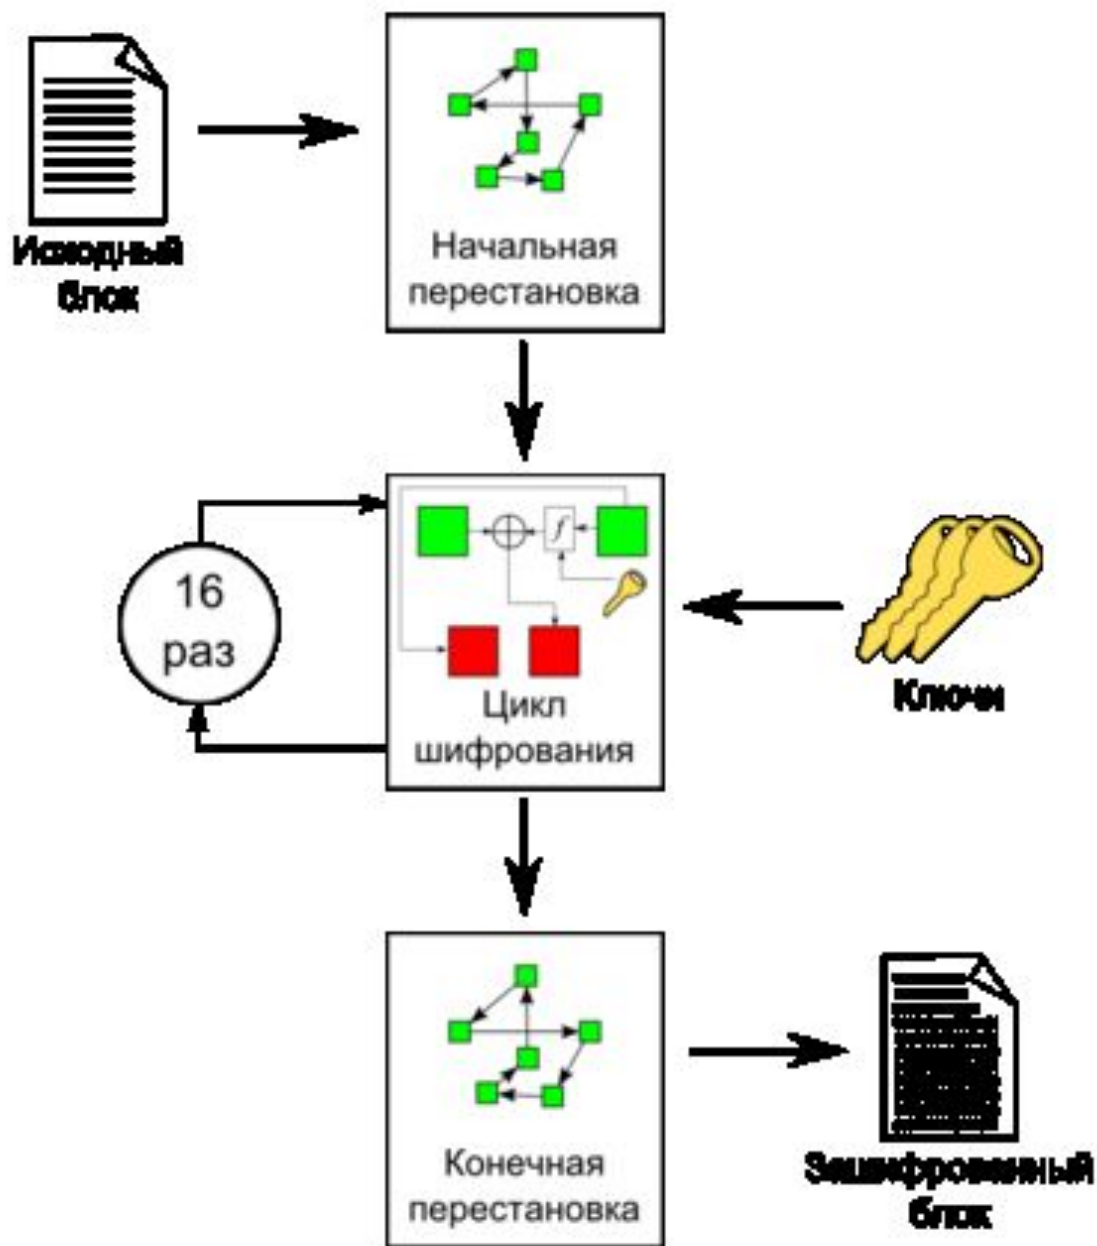 Исходный
блок
Начальная
перестановка
16
раз
f
Цикл
шифрования
Ключи
Конечная
перестановка
Зашифрованный
блок